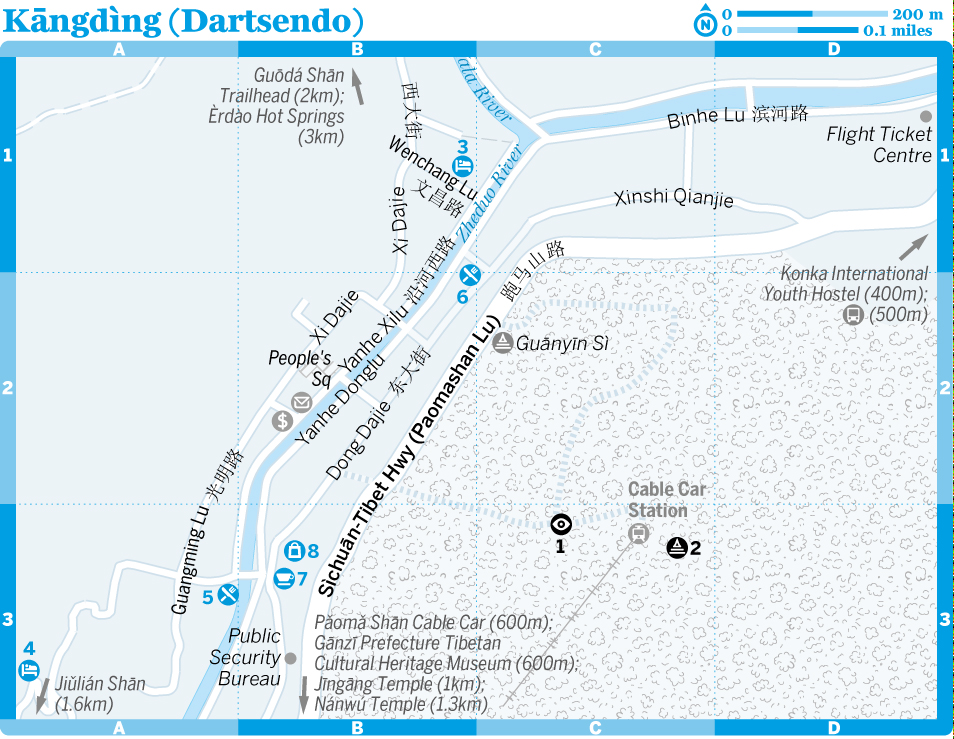 Kāngdìng (Dartsendo)
0 200 m
0 0.1 miles
N
A B C D
Guōdá Shān
Trailhead (2km);
Èrdào Hot Springs
(3km)
西大街
ala River
Binhe Lu 滨河路
Flight Ticket
Centre
1 1
3
Wenchang Lu
文昌路
Zheduo River
Xi Dajie
Xinshi Qianjie
跑马山路
Konka International
Youth Hostel (400m);
(500m)
6
Yanhe Xilu 沿河西路
Xi Dajie
People's
Sq
Guānyīn Sì
2 2
$
Yanhe Donglu
Dong Dajie 东大街
Sìchuān-Tibet Hwy (Paomashan Lu)
Guangming Lu 光明路
Cable Car
Station
1
2
8
7
5
3 3
4
Jiǔlián Shān
(1.6km)
Public
Security
Bureau
Pǎomǎ Shān Cable Car (600m);
Gānzī Prefecture Tibetan
Cultural Heritage Museum (600m);
Jīngāng Temple (1km);
Nánwú Temple (1.3km)
A B C D